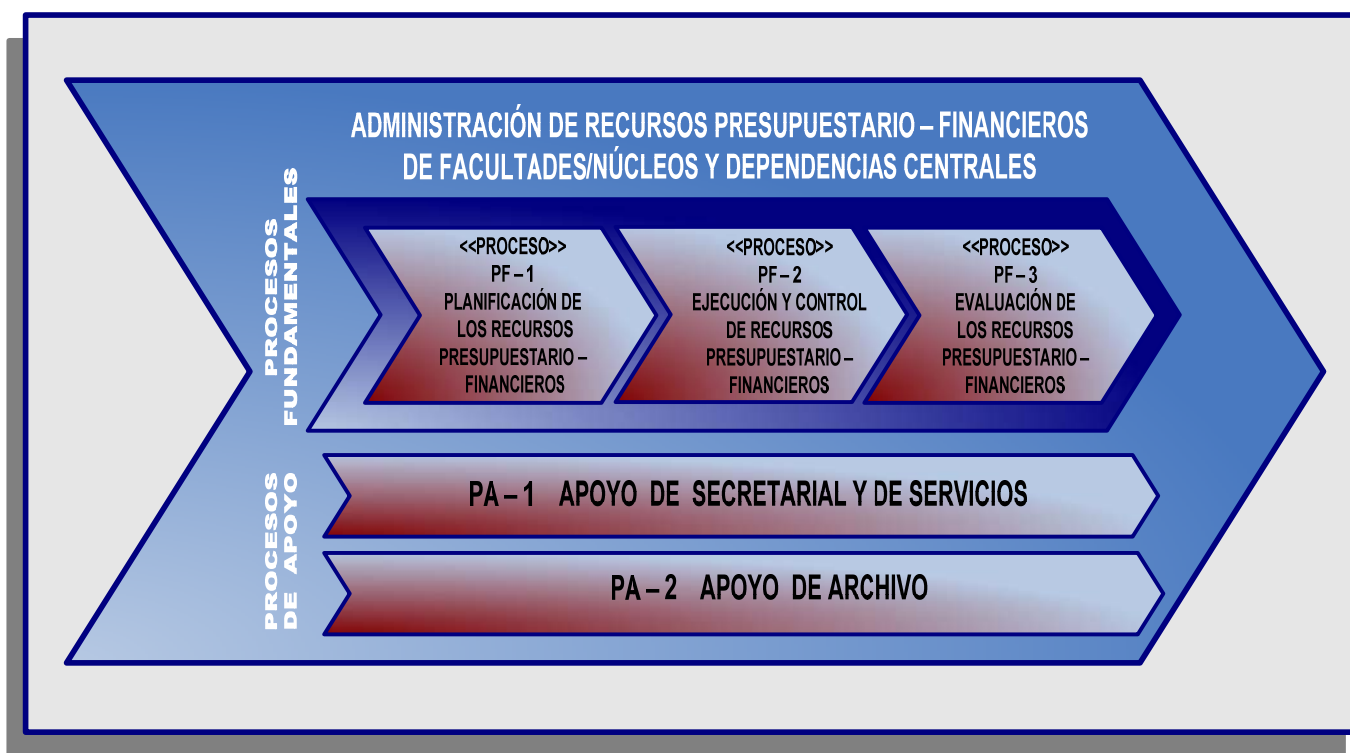 ADMINISTRACIÓN DE RECURSOS PRESUPUESTARIO – FINANCIEROS
DE FACULTADES/NÚCLEOS Y DEPENDENCIAS CENTRALES
PROCESOS
FUNDAMENTALES
<<PROCESO>>
PF – 1
PLANIFICACIÓN DE
LOS RECURSOS
PRESUPUESTARIO –
FINANCIEROS
<<PROCESO>>
PF – 2
EJECUCIÓN Y CONTROL
DE RECURSOS
PRESUPUESTARIO –
FINANCIEROS
<<PROCESO>>
PF – 3
EVALUACIÓN DE
LOS RECURSOS
PRESUPUESTARIO –
FINANCIEROS
PROCESOS
DE APOYO
PA – 1 APOYO DE SECRETARIAL Y DE SERVICIOS
PA – 2 APOYO DE ARCHIVO